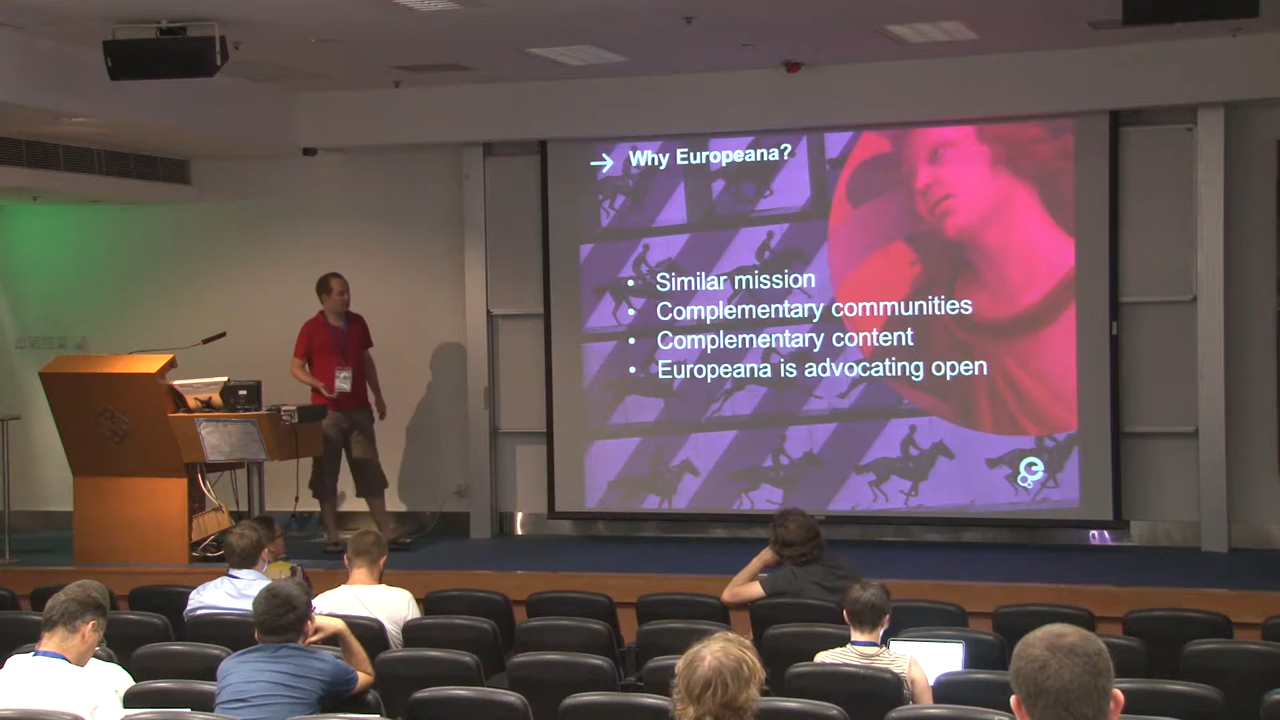 → Why Europeana?
• Similar mission
• Complementary communities
• Complementary content
• Europeana is advocating open